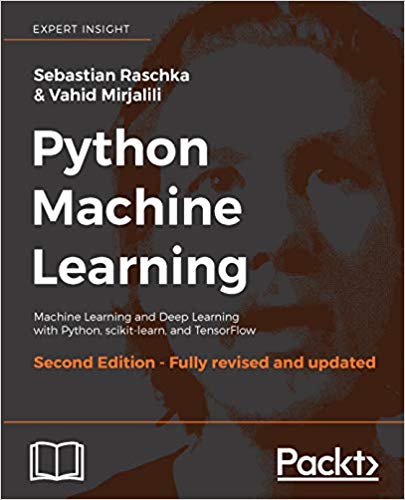 EXPERT INSIGHT
Sebastian Raschka
& Vahid Mirjalili
Python
Machine
Learning
Machine Learning and Deep Learning
with Python, scikit-learn, and TensorFlow
Second Edition - Fully revised and updated
Packt>